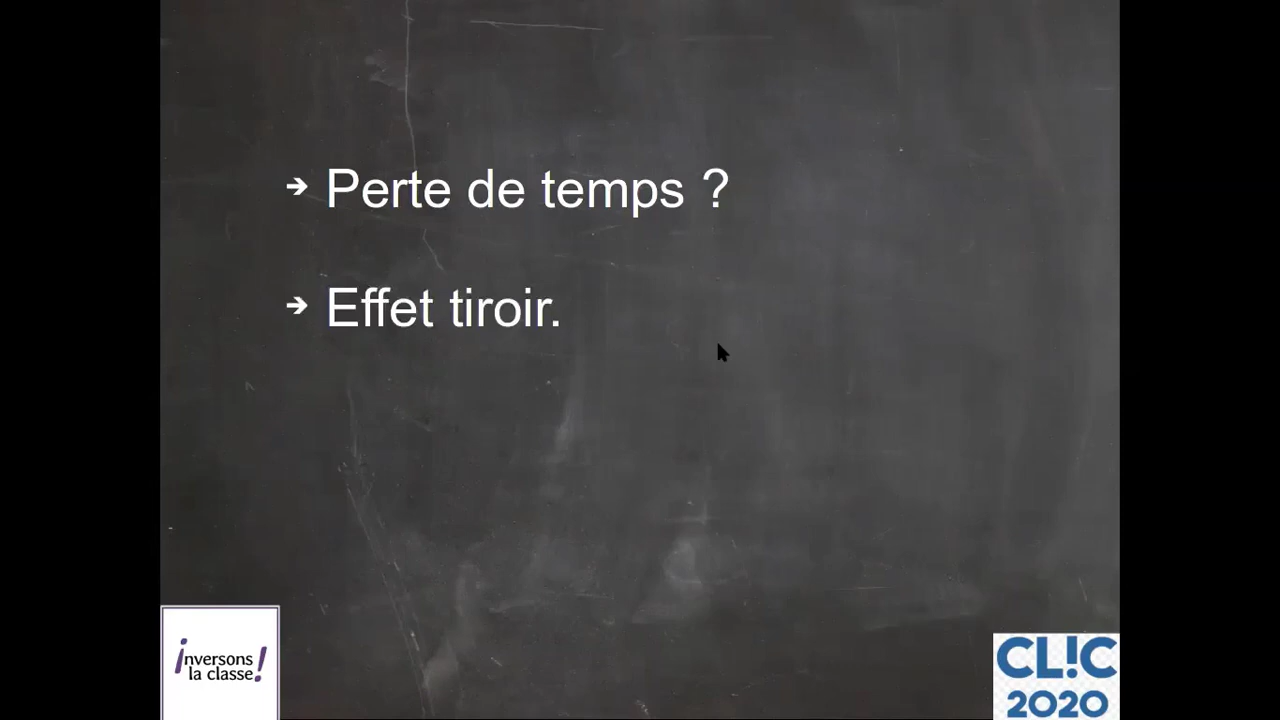 ➔ Perte de temps ?
➔ Effet tiroir.
inversons
la classe!
CL!C
2020